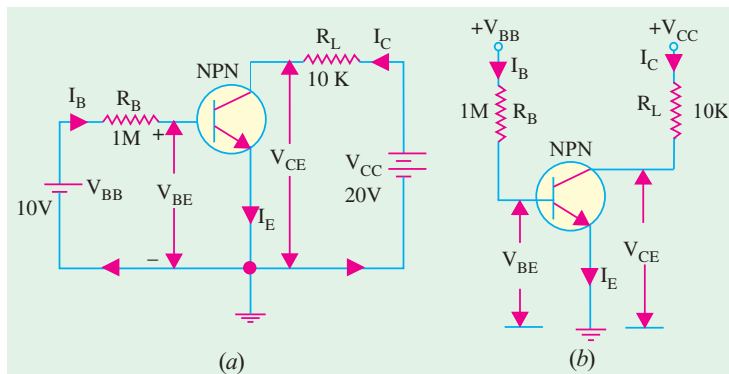 NPN
R_L
I_C
10 K
I_B
R_B
1M
+
V_BB
10V
V_BE
V_CE
V_CC
20V
I_E
−
(a)
+V_BB
+V_CC
I_B
I_C
1M
R_B
R_L
10K
NPN
V_BE
V_CE
I_E
(b)